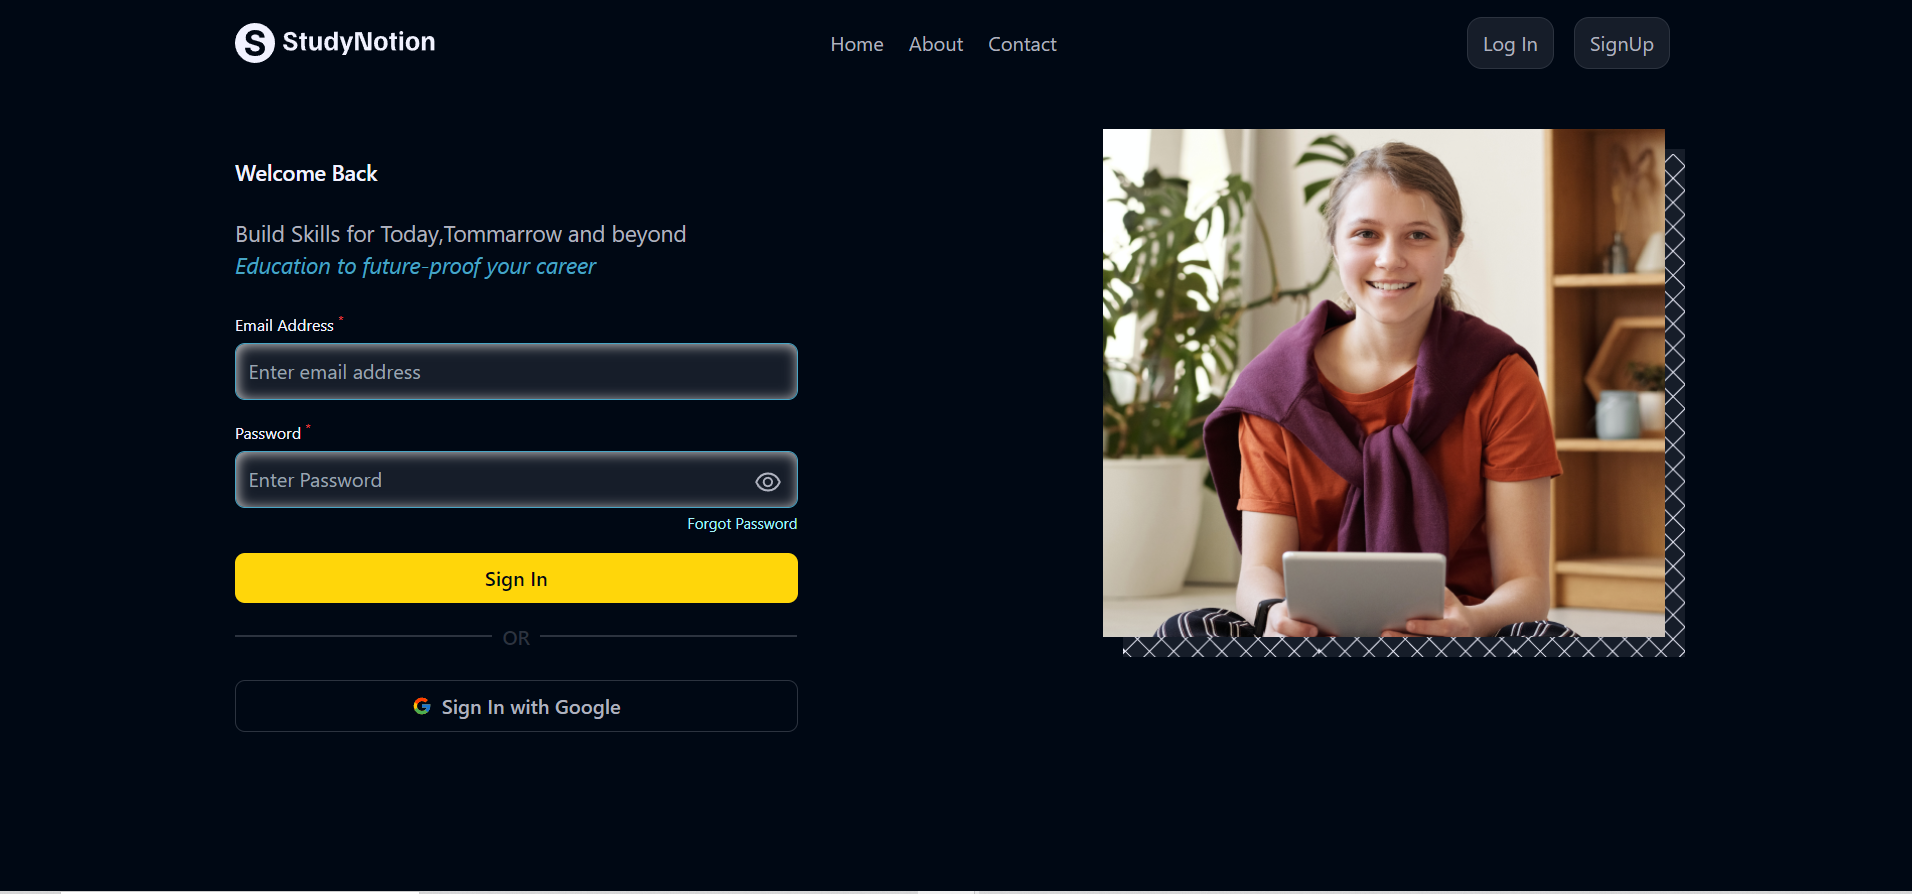 S StudyNotion
Home About Contact
Log In SignUp
Welcome Back
Build Skills for Today,Tommarrow and beyond
Education to future-proof your career
Email Address *
Enter email address
Password *
Enter Password
Forgot Password
Sign In
OR
G Sign In with Google